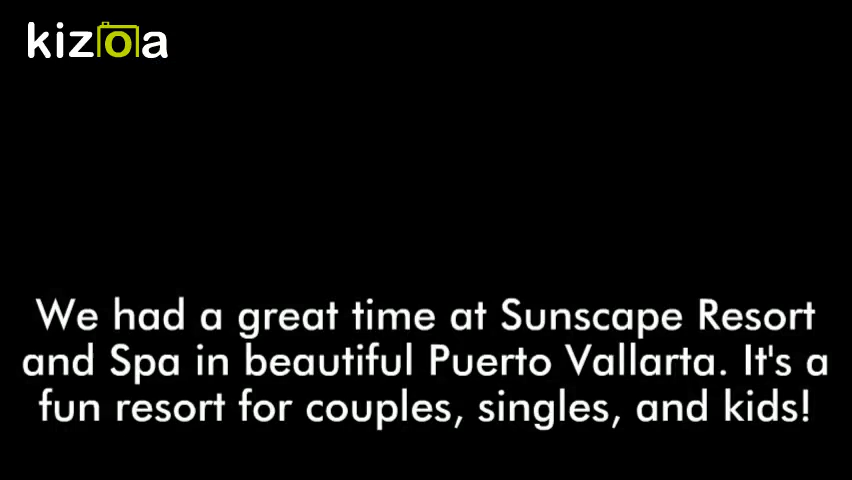 kizoa
We had a great time at Sunscape Resort
and Spa in beautiful Puerto Vallarta. It's a
fun resort for couples, singles, and kids!